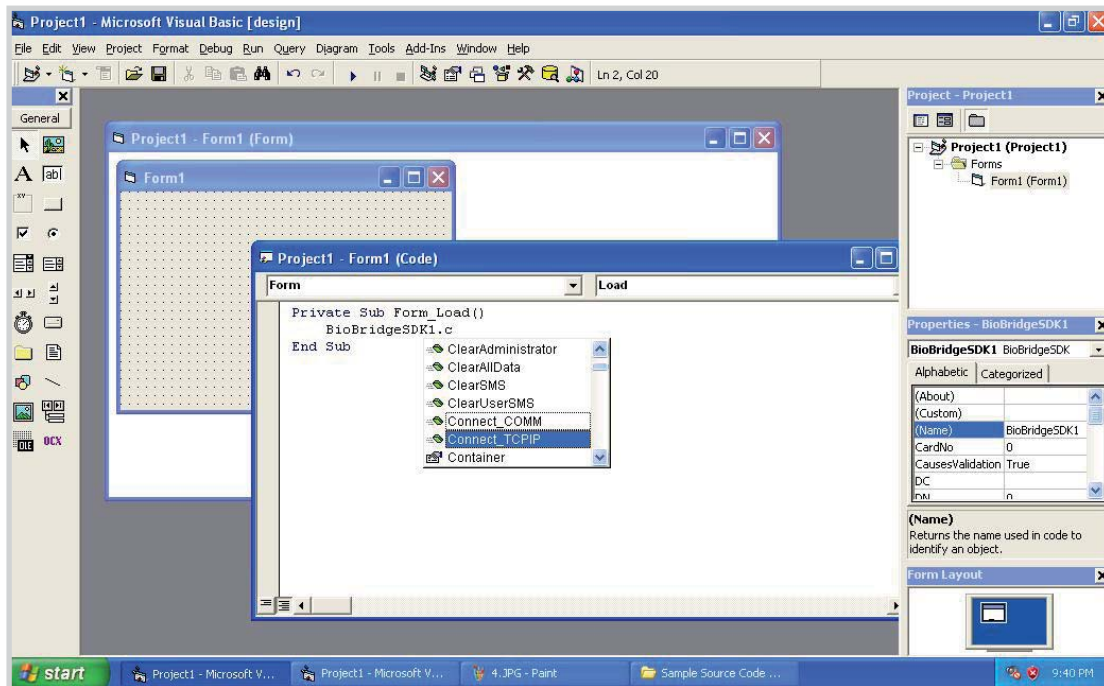 Project1 - Microsoft Visual Basic [design]
File Edit View Project Format Debug Run Query Diagram Tools Add-Ins Window Help
Ln 2, Col 20
General
A
ab|
xv
OLE
OCX
Project1 - Form1 (Form)
Form1
Project1 - Form1 (Code)
Form
Load
Private Sub Form_Load()
BioBridgeSDK1.c
End Sub
ClearAdministrator
ClearAllData
ClearSMS
ClearUserSMS
Connect_COMM
Connect_TCPIP
Container
Project - Project1
Project1 (Project1)
Forms
Form1 (Form1)
Properties - BioBridgeSDK1
BioBridgeSDK1 BioBridgeSDK
Alphabetic Categorized
(About)
(Custom)
(Name) BioBridgeSDK1
CardNo 0
CausesValidation True
DC
DN 0
(Name)
Returns the name used in code to
identify an object.
Form Layout
start
Project1 - Microsoft V...
Project1 - Microsoft V...
4.JPG - Paint
Sample Source Code ...
9:40 PM